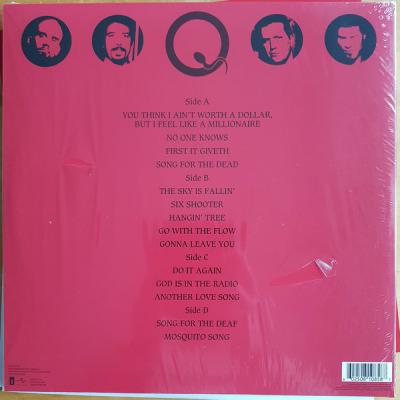 Side A
YOU THINK I AIN'T WORTH A DOLLAR,
BUT I FEEL LIKE A MILLIONAIRE
NO ONE KNOWS
FIRST IT GIVETH
SONG FOR THE DEAD
Side B
THE SKY IS FALLIN'
SIX SHOOTER
HANGIN' TREE
GO WITH THE FLOW
GONNA LEAVE YOU
Side C
DO IT AGAIN
GOD IS IN THE RADIO
ANOTHER LOVE SONG
Side D
SONG FOR THE DEAF
MOSQUITO SONG